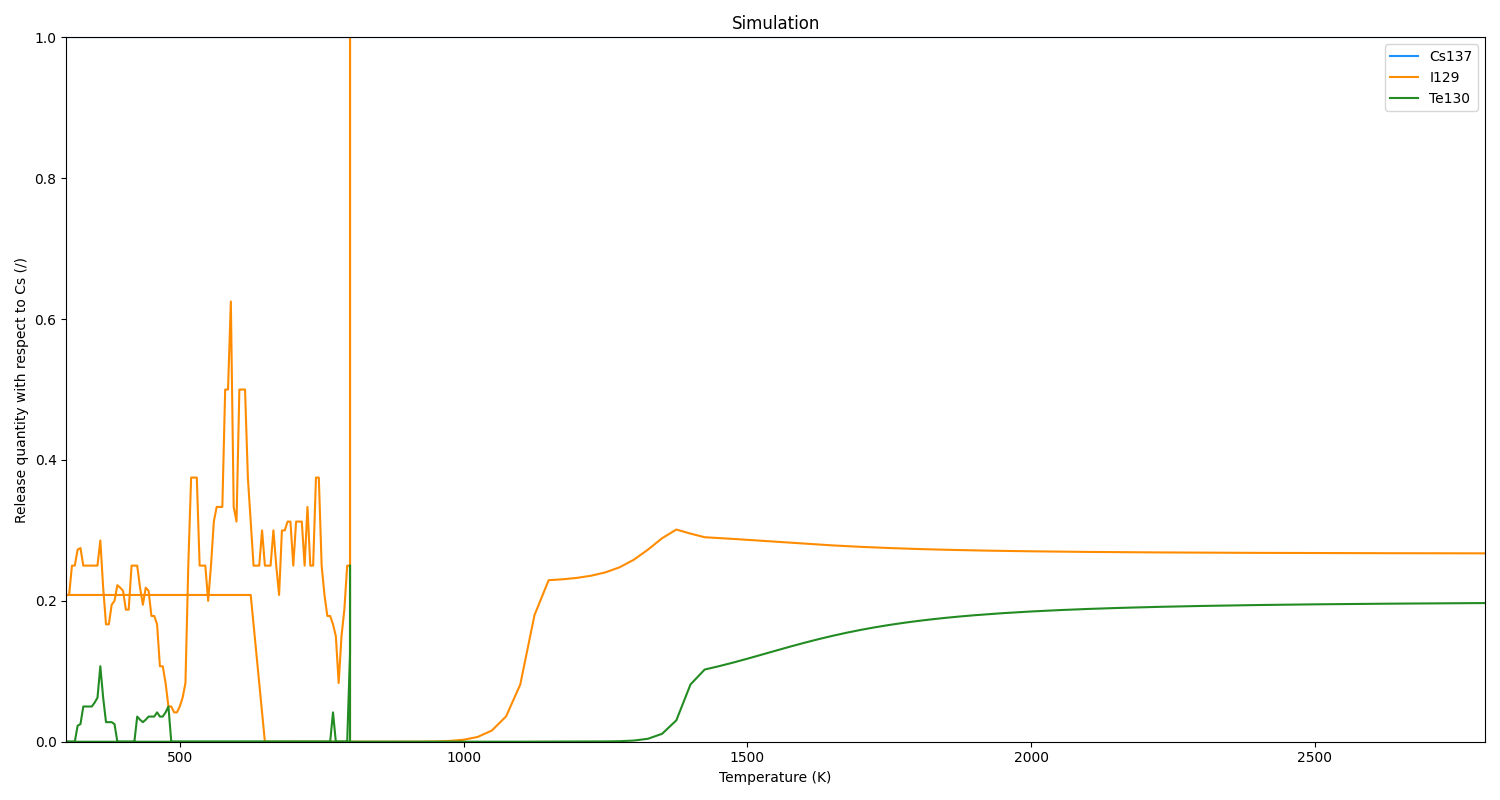 Simulation
Cs137
I129
Te130
Release quantity with respect to Cs (/)
1.0
0.8
0.6
0.4
0.2
0.0
500
1000
1500
2000
2500
Temperature (K)